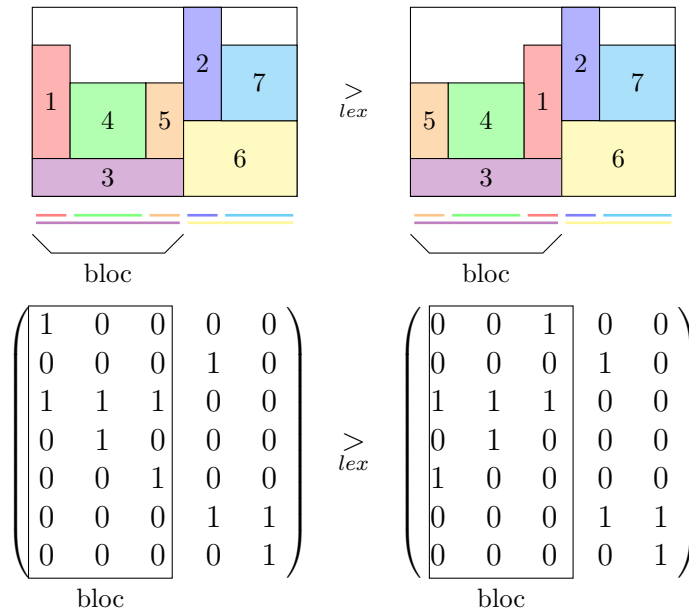 1 4 5 2 7 3 6 > lex 5 4 1 2 7 3 6
bloc bloc
1 0 0 0 0 0 0 1 0 0
0 0 0 1 0 0 0 0 1 0
1 1 1 0 0 1 1 1 0 0
0 1 0 0 0 > lex 0 1 0 0 0
0 0 1 0 0 1 0 0 0 0
0 0 0 1 1 0 0 0 1 1
0 0 0 0 1 0 0 0 0 1
bloc bloc